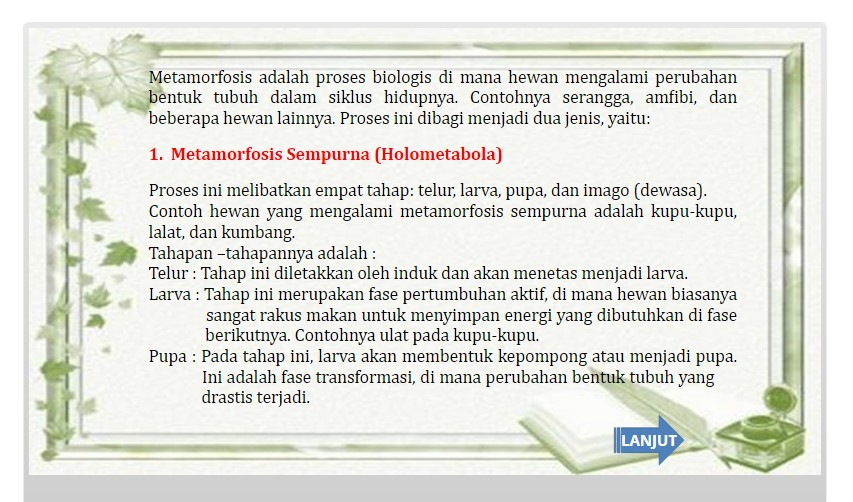 Metamorfosis adalah proses biologis di mana hewan mengalami perubahan
bentuk tubuh dalam siklus hidupnya. Contohnya serangga, amfibi, dan
beberapa hewan lainnya. Proses ini dibagi menjadi dua jenis, yaitu:
1. Metamorfosis Sempurna (Holometabola)
Proses ini melibatkan empat tahap: telur, larva, pupa, dan imago (dewasa).
Contoh hewan yang mengalami metamorfosis sempurna adalah kupu-kupu,
lalat, dan kumbang.
Tahapan –tahapannya adalah :
Telur : Tahap ini diletakkan oleh induk dan akan menetas menjadi larva.
Larva : Tahap ini merupakan fase pertumbuhan aktif, di mana hewan biasanya
sangat rakus makan untuk menyimpan energi yang dibutuhkan di fase
berikutnya. Contohnya ulat pada kupu-kupu.
Pupa : Pada tahap ini, larva akan membentuk kepompong atau menjadi pupa.
Ini adalah fase transformasi, di mana perubahan bentuk tubuh yang
drastis terjadi.
LANJUT